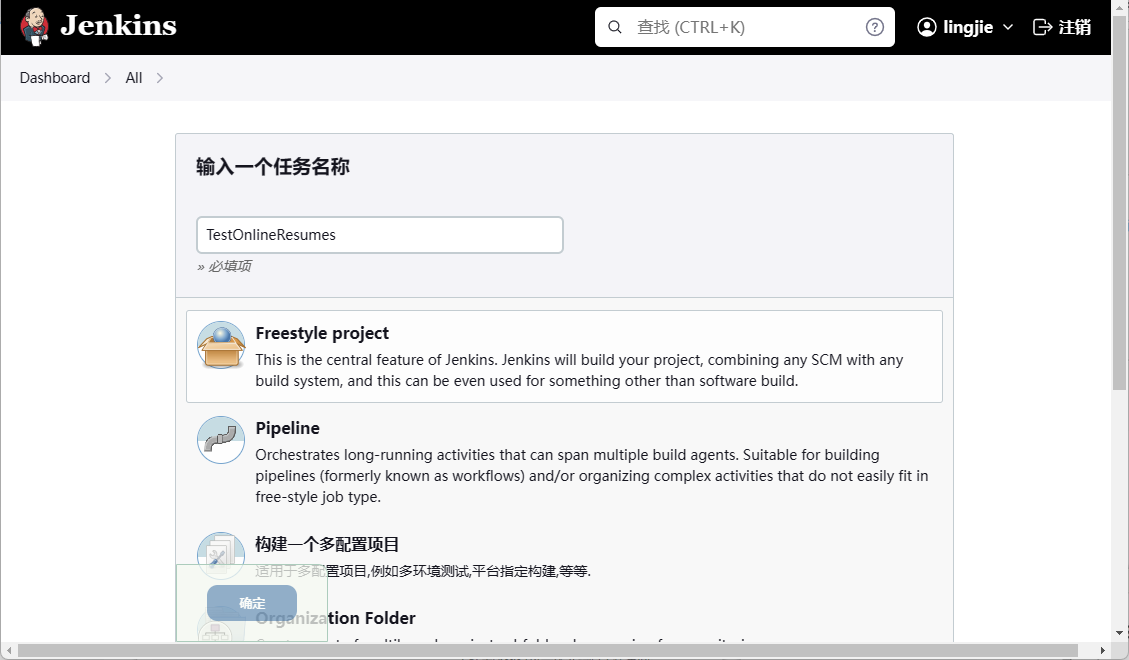 Jenkins
查找 (CTRL+K)
lingjie
注销
Dashboard
All
输入一个任务名称
TestOnlineResumes
» 必填项
Freestyle project
This is the central feature of Jenkins. Jenkins will build your project, combining any SCM with any
build system, and this can be even used for something other than software build.
Pipeline
Orchestrates long-running activities that can span multiple build agents. Suitable for building
pipelines (formerly known as workflows) and/or organizing complex activities that do not easily fit in
free-style job type.
构建一个多配置项目
适用于多配置项目,例如多环境测试,平台指定构建,等等.
确定
Organization Folder